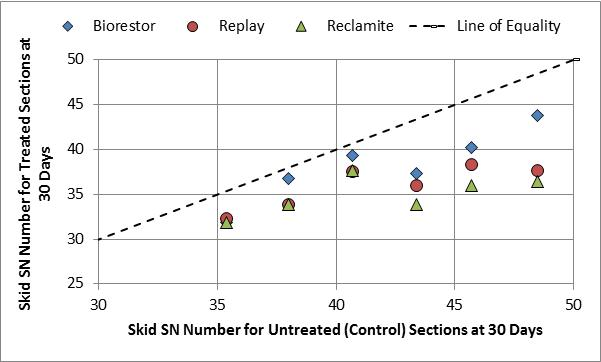 Biorestor Replay Reclamite Line of Equality
50
45
40
35
30
25
30 35 40 45 50
Skid SN Number for Treated Sections at
30 Days
Skid SN Number for Untreated (Control) Sections at 30 Days